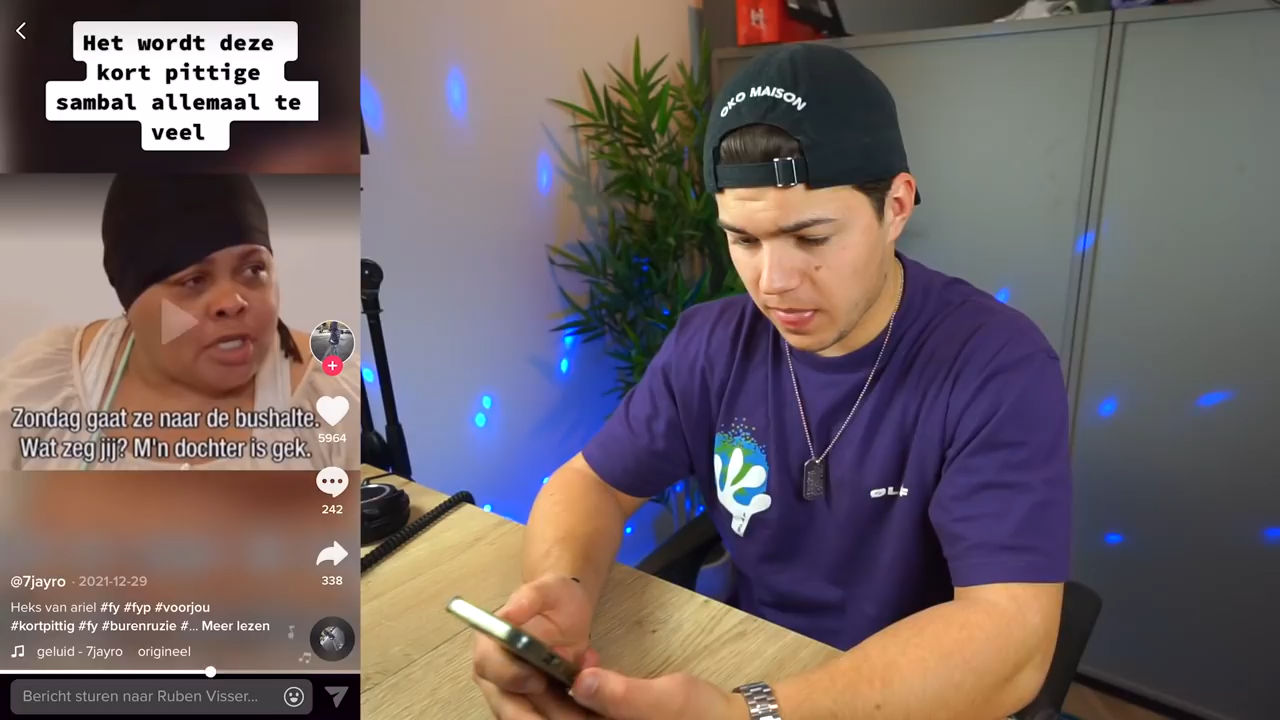 Het wordt deze
kort pittige
sambal allemaal te
veel
Zondag gaat ze naar de bushalte.
Wat zeg jij? M'n dochter is gek.
5964
242
338
@7jayro · 2021-12-29
Heks van ariel #fy #fyp #voorjou
#kortpittig #fy #burenruzie #... Meer lezen
geluid - 7jayro origineel
Bericht sturen naar Ruben Visser...
OKO MAISON